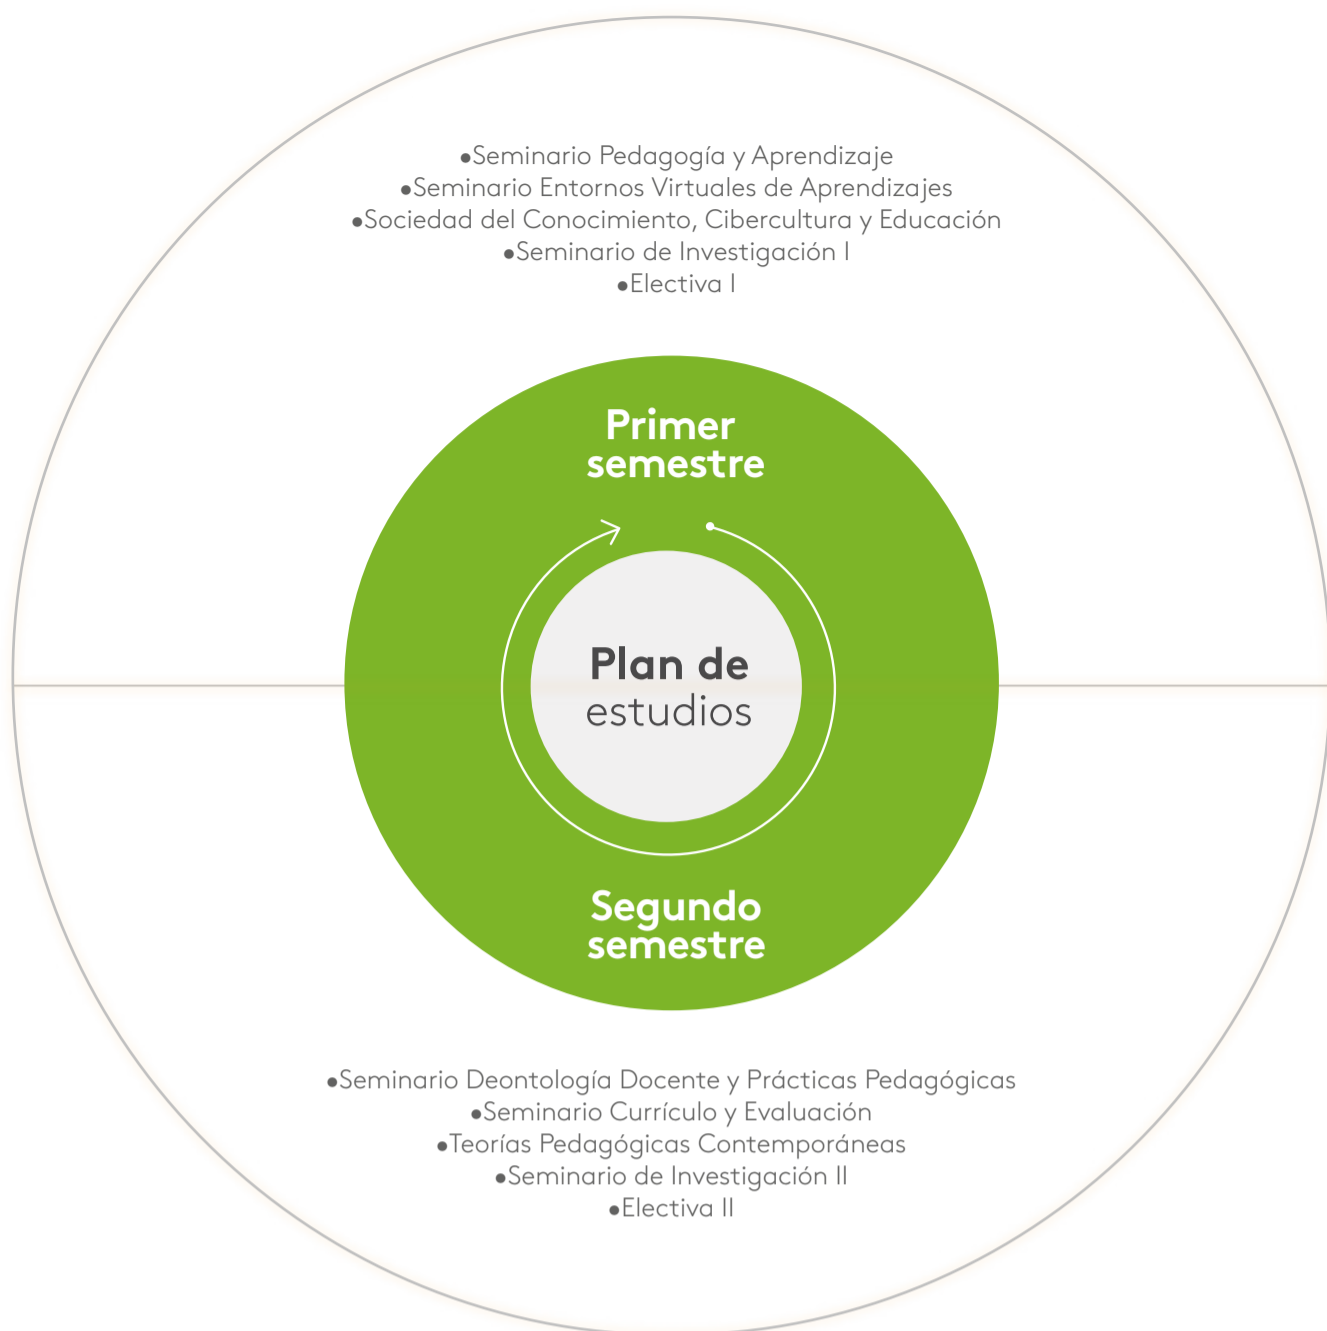 •Seminario Pedagogía y Aprendizaje
•Seminario Entornos Virtuales de Aprendizajes
•Sociedad del Conocimiento, Cibercultura y Educación
•Seminario de Investigación I
•Electiva I
Primer
semestre
Plan de
estudios
Segundo
semestre
•Seminario Deontología Docente y Prácticas Pedagógicas
•Seminario Currículo y Evaluación
•Teorías Pedagógicas Contemporáneas
•Seminario de Investigación II
•Electiva II